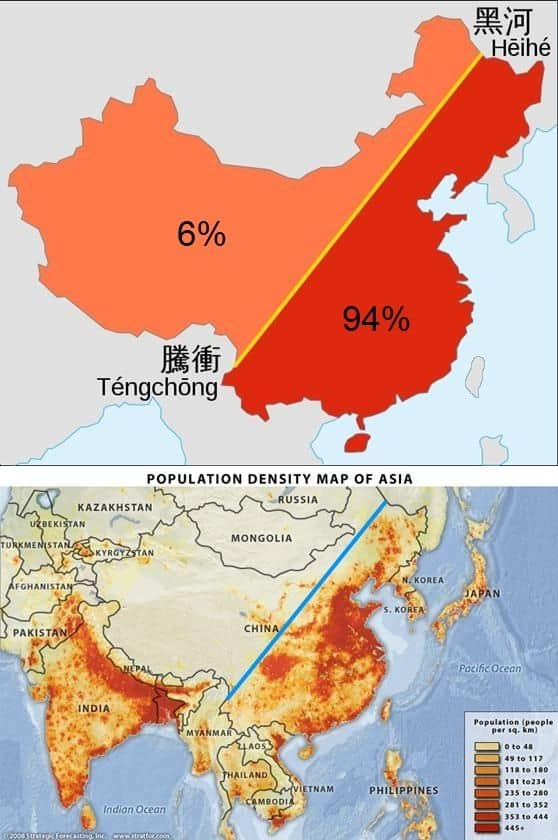 黑河
Hēihé
6%
94%
騰衝
Téngchōng
POPULATION DENSITY MAP OF ASIA
RUSSIA
KAZAKHSTAN
UZBEKISTAN
MONGOLIA
TURKMENISTAN
KYRGYZSTAN
AFGHANISTAN
N. KOREA
JAPAN
S. KOREA
CHINA
PAKISTAN
NEPAL
Pacific Ocean
INDIA
MYANMAR
LAOS
THAILAND
VIETNAM
CAMBODIA
PHILIPPINES
Indian Ocean
Population (people
per sq. km)
0 to 48
49 to 117
118 to 180
181 to 234
235 to 280
281 to 352
353 to 444
445+
© 2008 Strategic Forecasting, Inc. www.stratfor.com